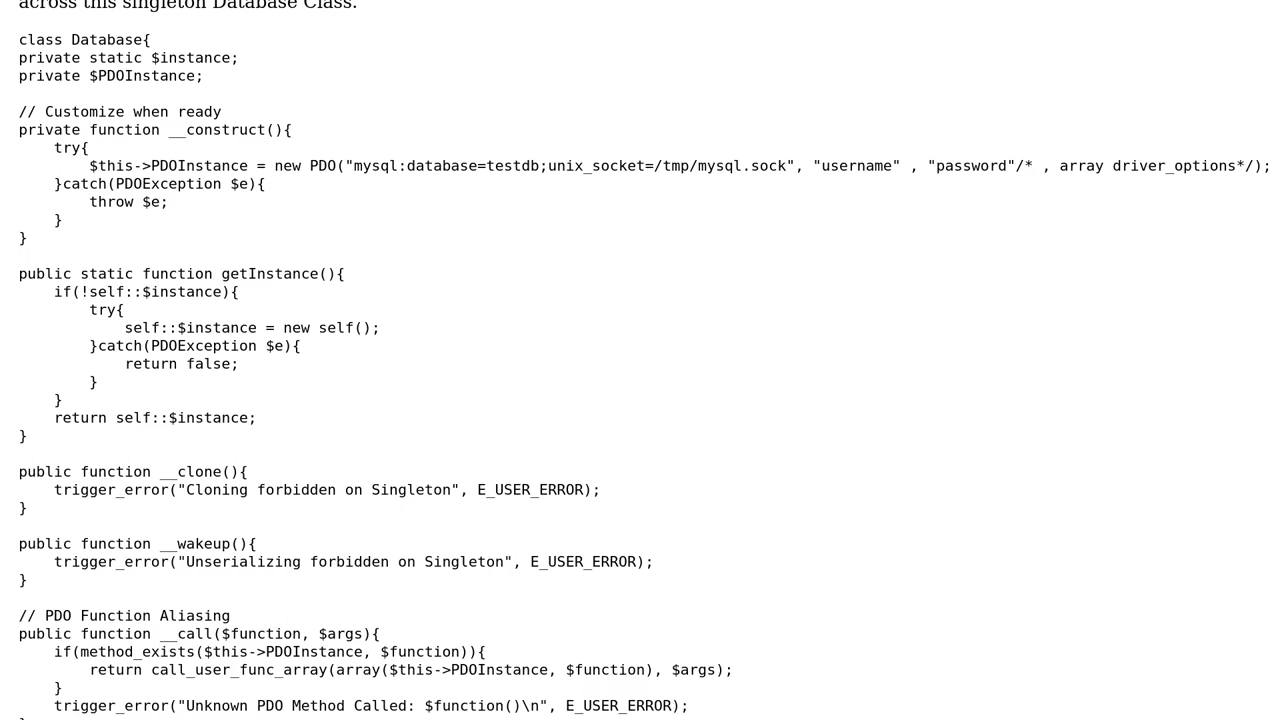 across this singleton Database Class.
class Database{
private static $instance;
private $PDOInstance;
// Customize when ready
private function __construct(){
    try{
        $this->PDOInstance = new PDO("mysql:database=testdb;unix_socket=/tmp/mysql.sock", "username" , "password"/* , array driver_options*/);
    }catch(PDOException $e){
        throw $e;
    }
}
public static function getInstance(){
    if(!self::$instance){
        try{
            self::$instance = new self();
        }catch(PDOException $e){
            return false;
        }
    }
    return self::$instance;
}
public function __clone(){
    trigger_error("Cloning forbidden on Singleton", E_USER_ERROR);
}
public function __wakeup(){
    trigger_error("Unserializing forbidden on Singleton", E_USER_ERROR);
}
// PDO Function Aliasing
public function __call($function, $args){
    if(method_exists($this->PDOInstance, $function)){
        return call_user_func_array(array($this->PDOInstance, $function), $args);
    }
    trigger_error("Unknown PDO Method Called: $function()\n", E_USER_ERROR);